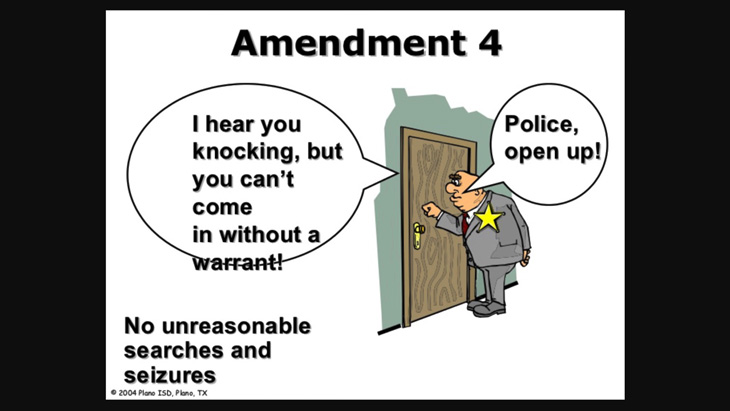 Amendment 4
I hear you
knocking, but
you can't
come
in without a
warrant!
Police,
open up!
No unreasonable
searches and
seizures
© 2004 Plano ISD, Plano, TX